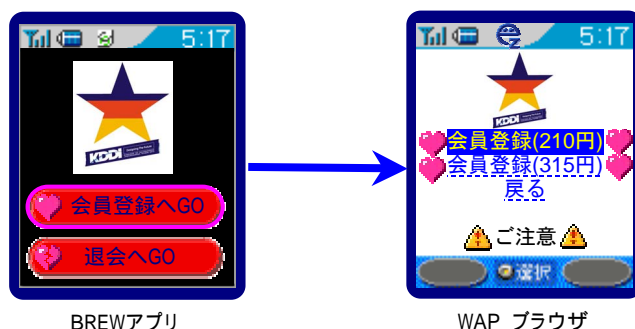 5:17
KDDI
会員登録へGO
退会へGO
BREWアプリ
5:17
KDDI
会員登録(210円)
会員登録(315円)
戻る
ご注意
選択
WAP ブラウザ